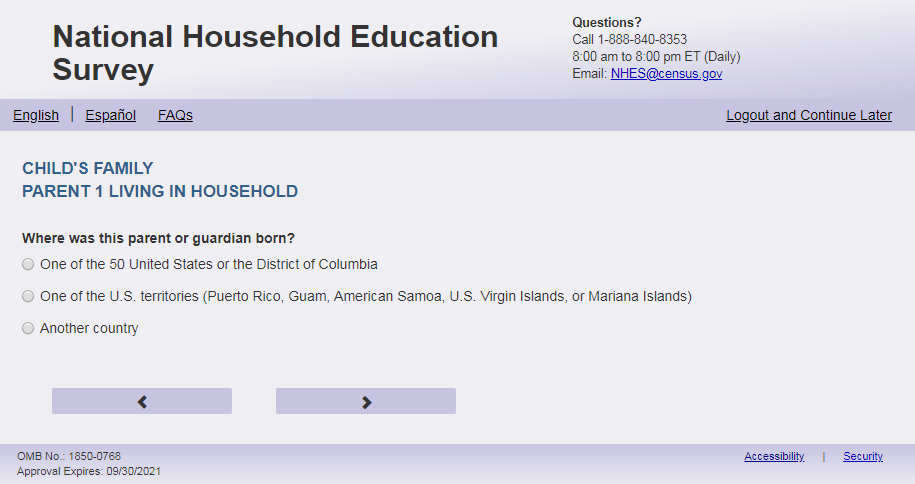 National Household Education
Survey
Questions?
Call 1-888-840-8353
8:00 am to 8:00 pm ET (Daily)
Email: NHES@census.gov
English | Español FAQs Logout and Continue Later
CHILD'S FAMILY
PARENT 1 LIVING IN HOUSEHOLD
Where was this parent or guardian born?
One of the 50 United States or the District of Columbia
One of the U.S. territories (Puerto Rico, Guam, American Samoa, U.S. Virgin Islands, or Mariana Islands)
Another country
OMB No.: 1850-0768
Approval Expires: 09/30/2021
Accessibility | Security